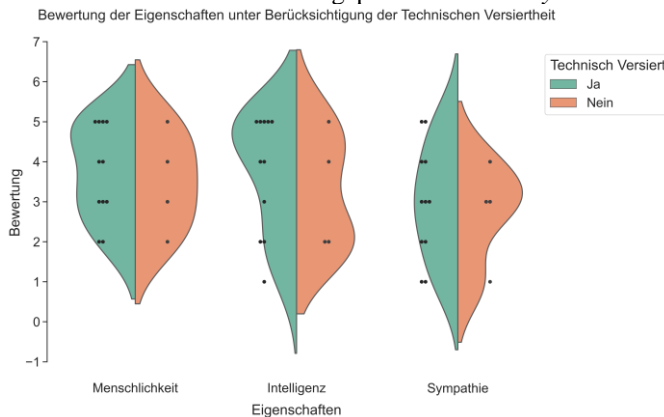 Bewertung der Eigenschaften unter Berücksichtigung der Technischen Versiertheit
7
6
5
4
3
2
1
0
−1
Bewertung
Technisch Versiert
Ja
Nein
Menschlichkeit
Intelligenz
Sympathie
Eigenschaften